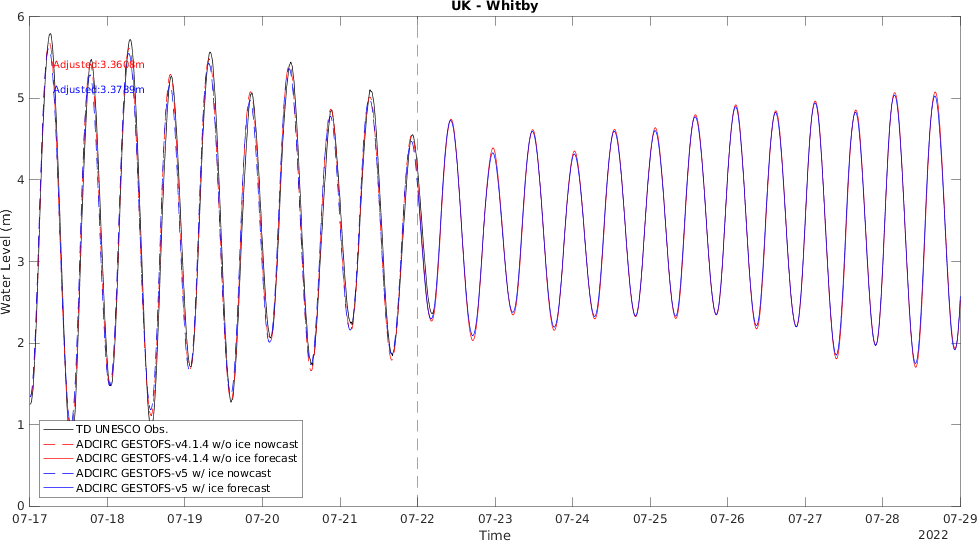 UK - Whitby
6
Adjusted:3.3608m
Adjusted:3.3789m
5
4
3
2
1
0
Water Level (m)
TD UNESCO Obs.
ADCIRC GESTOFS-v4.1.4 w/o ice nowcast
ADCIRC GESTOFS-v4.1.4 w/o ice forecast
ADCIRC GESTOFS-v5 w/ ice nowcast
ADCIRC GESTOFS-v5 w/ ice forecast
07-17 07-18 07-19 07-20 07-21 07-22 07-23 07-24 07-25 07-26 07-27 07-28 07-29
Time
2022